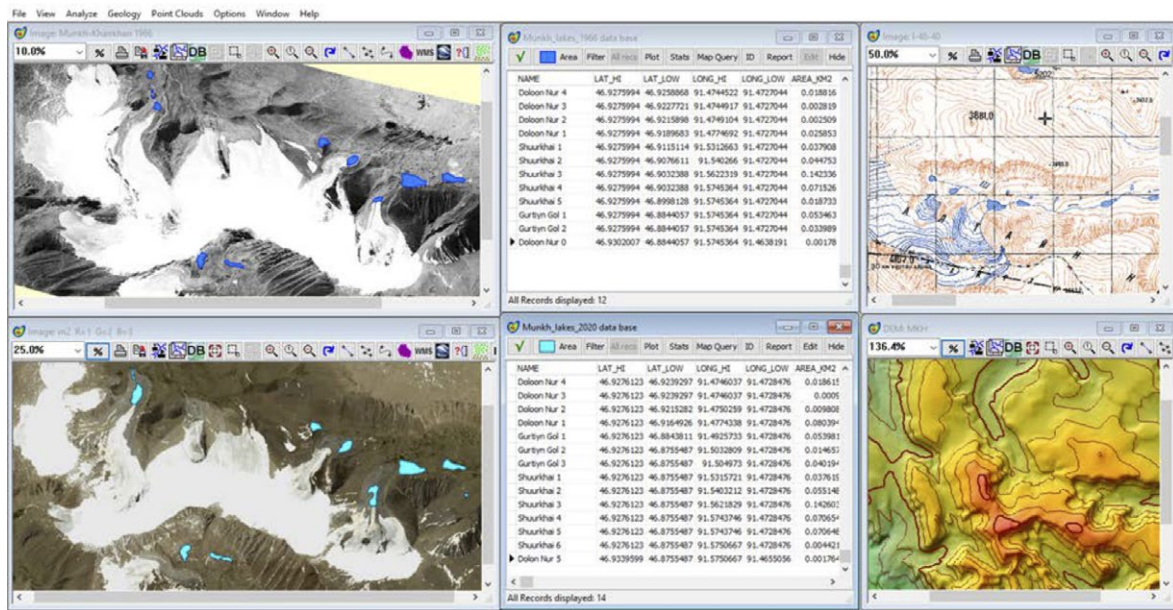 File View Analyze Geology Point Clouds Options Window Help
Image: Munkh-Khairkhan 1966
10.0%
DB
WMS
Munkh_lakes_1966 data base
Area Filter All recs Plot Stats Map Query ID Report Edit Hide
NAME LAT_HI LAT_LOW LONG_HI LONG_LOW AREA_KM2
Doloon Nur 4 46.9275994 46.9258868 91.4744522 91.4727044 0.018816
Doloon Nur 3 46.9275994 46.9227721 91.4744917 91.4727044 0.002819
Doloon Nur 2 46.9275994 46.9215898 91.4749104 91.4727044 0.002509
Doloon Nur 1 46.9275994 46.9189683 91.4774692 91.4727044 0.025853
Shuurkhai 1 46.9275994 46.9115114 91.5312663 91.4727044 0.037908
Shuurkhai 2 46.9275994 46.9076611 91.540266 91.4727044 0.044753
Shuurkhai 3 46.9275994 46.9032388 91.5622319 91.4727044 0.142336
Shuurkhai 4 46.9275994 46.9032388 91.5745364 91.4727044 0.071526
Shuurkhai 5 46.9275994 46.8998128 91.5745364 91.4727044 0.018733
Gurtiyn Gol 1 46.9275994 46.8844057 91.5745364 91.4727044 0.053463
Gurtiyn Gol 2 46.9275994 46.8844057 91.5745364 91.4727044 0.033989
Doloon Nur 0 46.9302007 46.8844057 91.5745364 91.4638191 0.00178
All Records displayed: 12
50.0%
DB
3881.0
25.0%
DB
WMS
Munkh_lakes_2020 data base
Area Filter All recs Plot Stats Map Query ID Report Edit Hide
NAME LAT_HI LAT_LOW LONG_HI LONG_LOW AREA_KM2
Doloon Nur 4 46.9276123 46.9239297 91.4746037 91.4728476 0.018615
Doloon Nur 3 46.9276123 46.9239297 91.4746037 91.4728476 0.0009
Doloon Nur 2 46.9276123 46.9215282 91.4750259 91.4728476 0.009808
Doloon Nur 1 46.9276123 46.9164926 91.4774338 91.4728476 0.080394
Gurtiyn Gol 1 46.9276123 46.8843811 91.4925733 91.4728476 0.053981
Gurtiyn Gol 2 46.9276123 46.8755487 91.5032809 91.4728476 0.014657
Gurtiyn Gol 3 46.9276123 46.8755487 91.504973 91.4728476 0.040194
Shuurkhai 1 46.9276123 46.8755487 91.5315721 91.4728476 0.037619
Shuurkhai 2 46.9276123 46.8755487 91.5403212 91.4728476 0.055148
Shuurkhai 3 46.9276123 46.8755487 91.5621829 91.4728476 0.142603
Shuurkhai 4 46.9276123 46.8755487 91.5743746 91.4728476 0.070654
Shuurkhai 5 46.9276123 46.8755487 91.5743746 91.4728476 0.070648
Shuurkhai 6 46.9276123 46.8755487 91.5750667 91.4728476 0.004421
Dolon Nur 5 46.9339599 46.8755487 91.5750667 91.4655056 0.001764
All Records displayed: 14
DEM: MKH
136.4%
DB